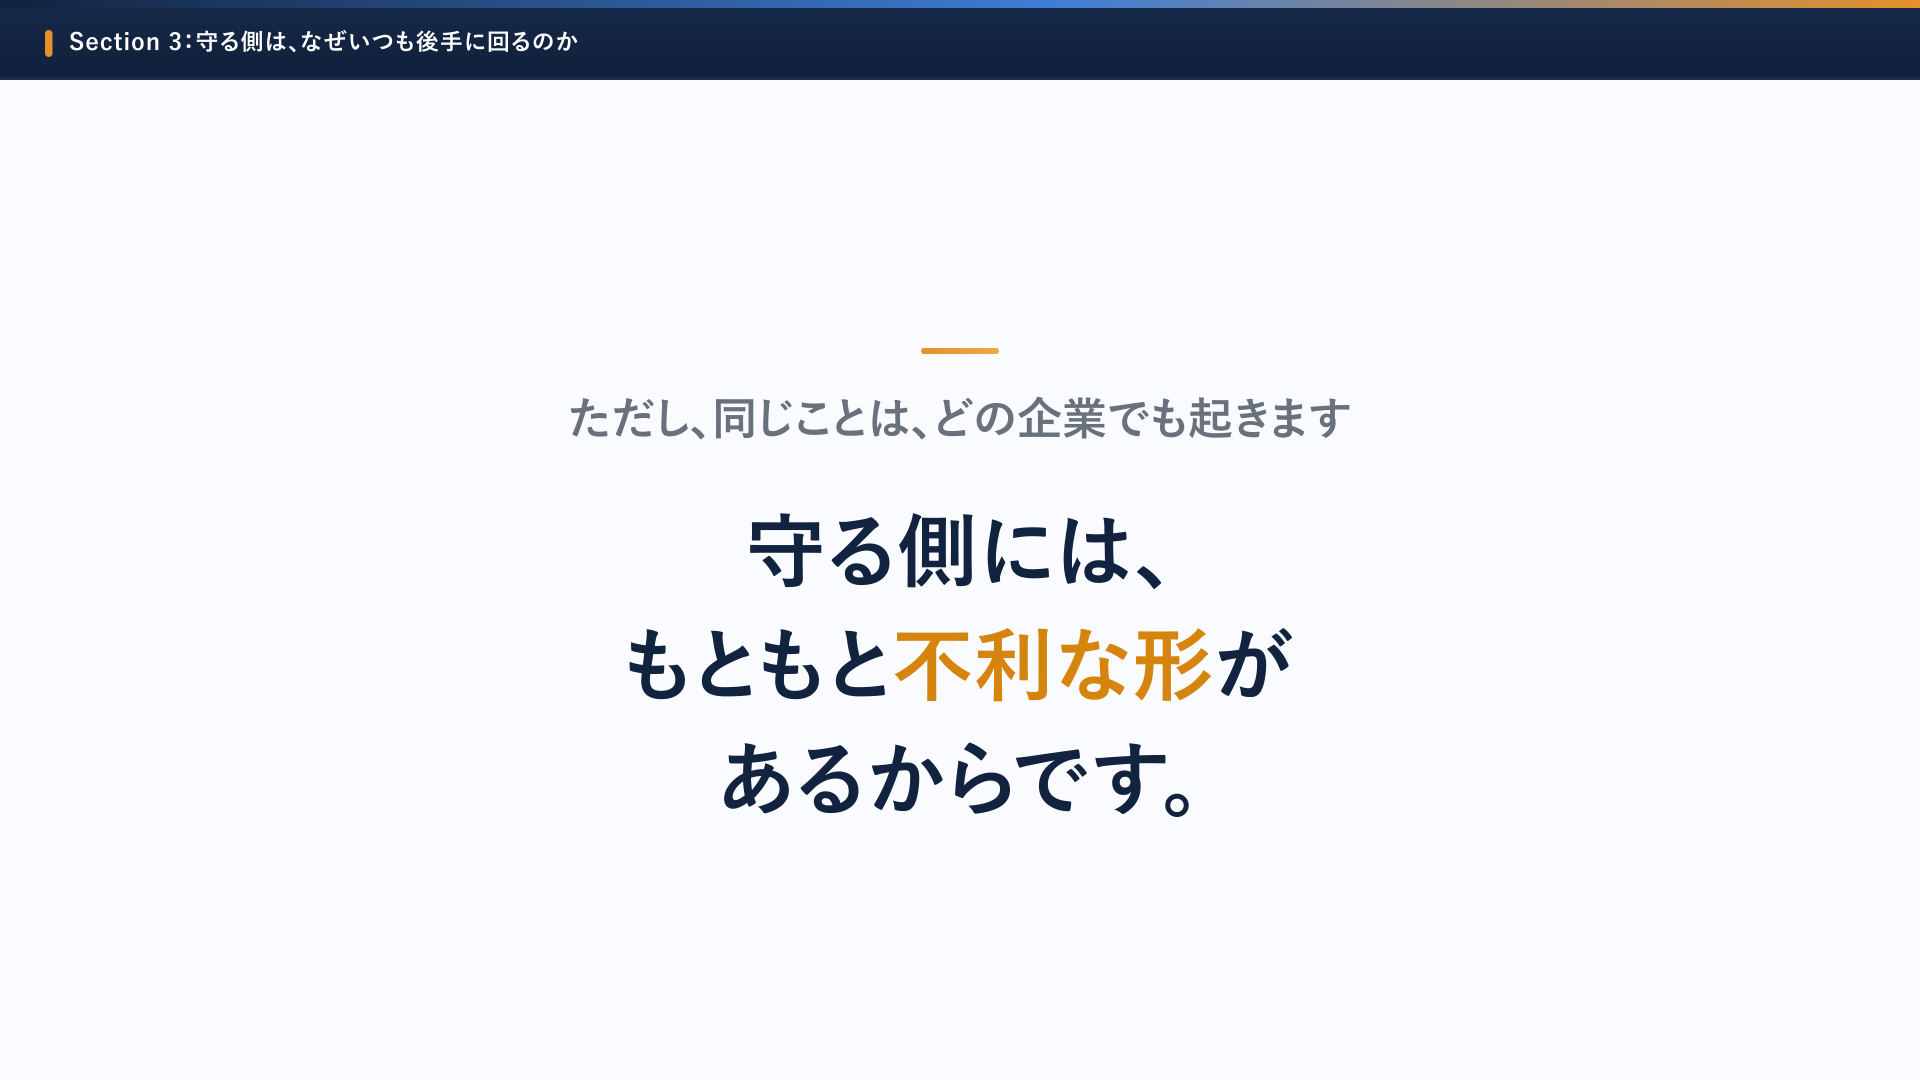 Section 3：守る側は、なぜいつも後手に回るのか
ただし、同じことは、どの企業でも起きます
守る側には、
もともと不利な形が
あるからです。